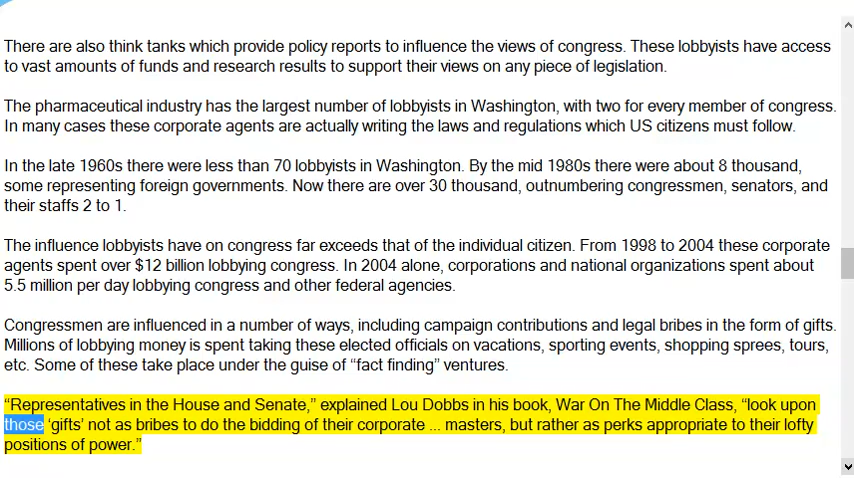 There are also think tanks which provide policy reports to influence the views of congress. These lobbyists have access
to vast amounts of funds and research results to support their views on any piece of legislation.
The pharmaceutical industry has the largest number of lobbyists in Washington, with two for every member of congress.
In many cases these corporate agents are actually writing the laws and regulations which US citizens must follow.
In the late 1960s there were less than 70 lobbyists in Washington. By the mid 1980s there were about 8 thousand,
some representing foreign governments. Now there are over 30 thousand, outnumbering congressmen, senators, and
their staffs 2 to 1.
The influence lobbyists have on congress far exceeds that of the individual citizen. From 1998 to 2004 these corporate
agents spent over $12 billion lobbying congress. In 2004 alone, corporations and national organizations spent about
5.5 million per day lobbying congress and other federal agencies.
Congressmen are influenced in a number of ways, including campaign contributions and legal bribes in the form of gifts.
Millions of lobbying money is spent taking these elected officials on vacations, sporting events, shopping sprees, tours,
etc. Some of these take place under the guise of “fact finding” ventures.
“Representatives in the House and Senate,” explained Lou Dobbs in his book, War On The Middle Class, “look upon
those ‘gifts’ not as bribes to do the bidding of their corporate ... masters, but rather as perks appropriate to their lofty
positions of power.”